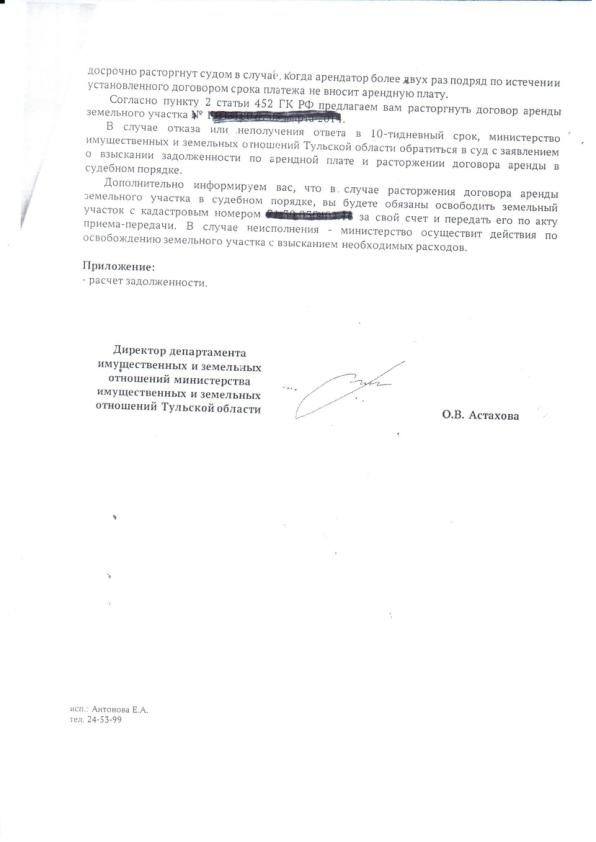 досрочно расторгнут судом в случае, когда арендатор более двух раз подряд по истечении
установленного договором срока платежа не вносит арендную плату.
Согласно пункту 2 статьи 452 ГК РФ предлагаем вам расторгнуть договор аренды
земельного участка №
В случае отказа или неполучения ответа в 10-тидневный срок, министерство
имущественных и земельных отношений Тульской области обратиться в суд с заявлением
о взыскании задолженности по арендной плате и расторжении договора аренды в
судебном порядке.
Дополнительно информируем вас, что в случае расторжения договора аренды
земельного участка в судебном порядке, вы будете обязаны освободить земельный
участок с кадастровым номером за свой счет и передать его по акту
приема-передачи. В случае неисполнения - министерство осуществит действия по
освобождению земельного участка с взысканием необходимых расходов.
Приложение:
- расчет задолженности.
Директор департамента
имущественных и земельных
отношений министерства
имущественных и земельных
отношений Тульской области
О.В. Астахова
исп.: Антонова Е.А.
тел. 24-53-99